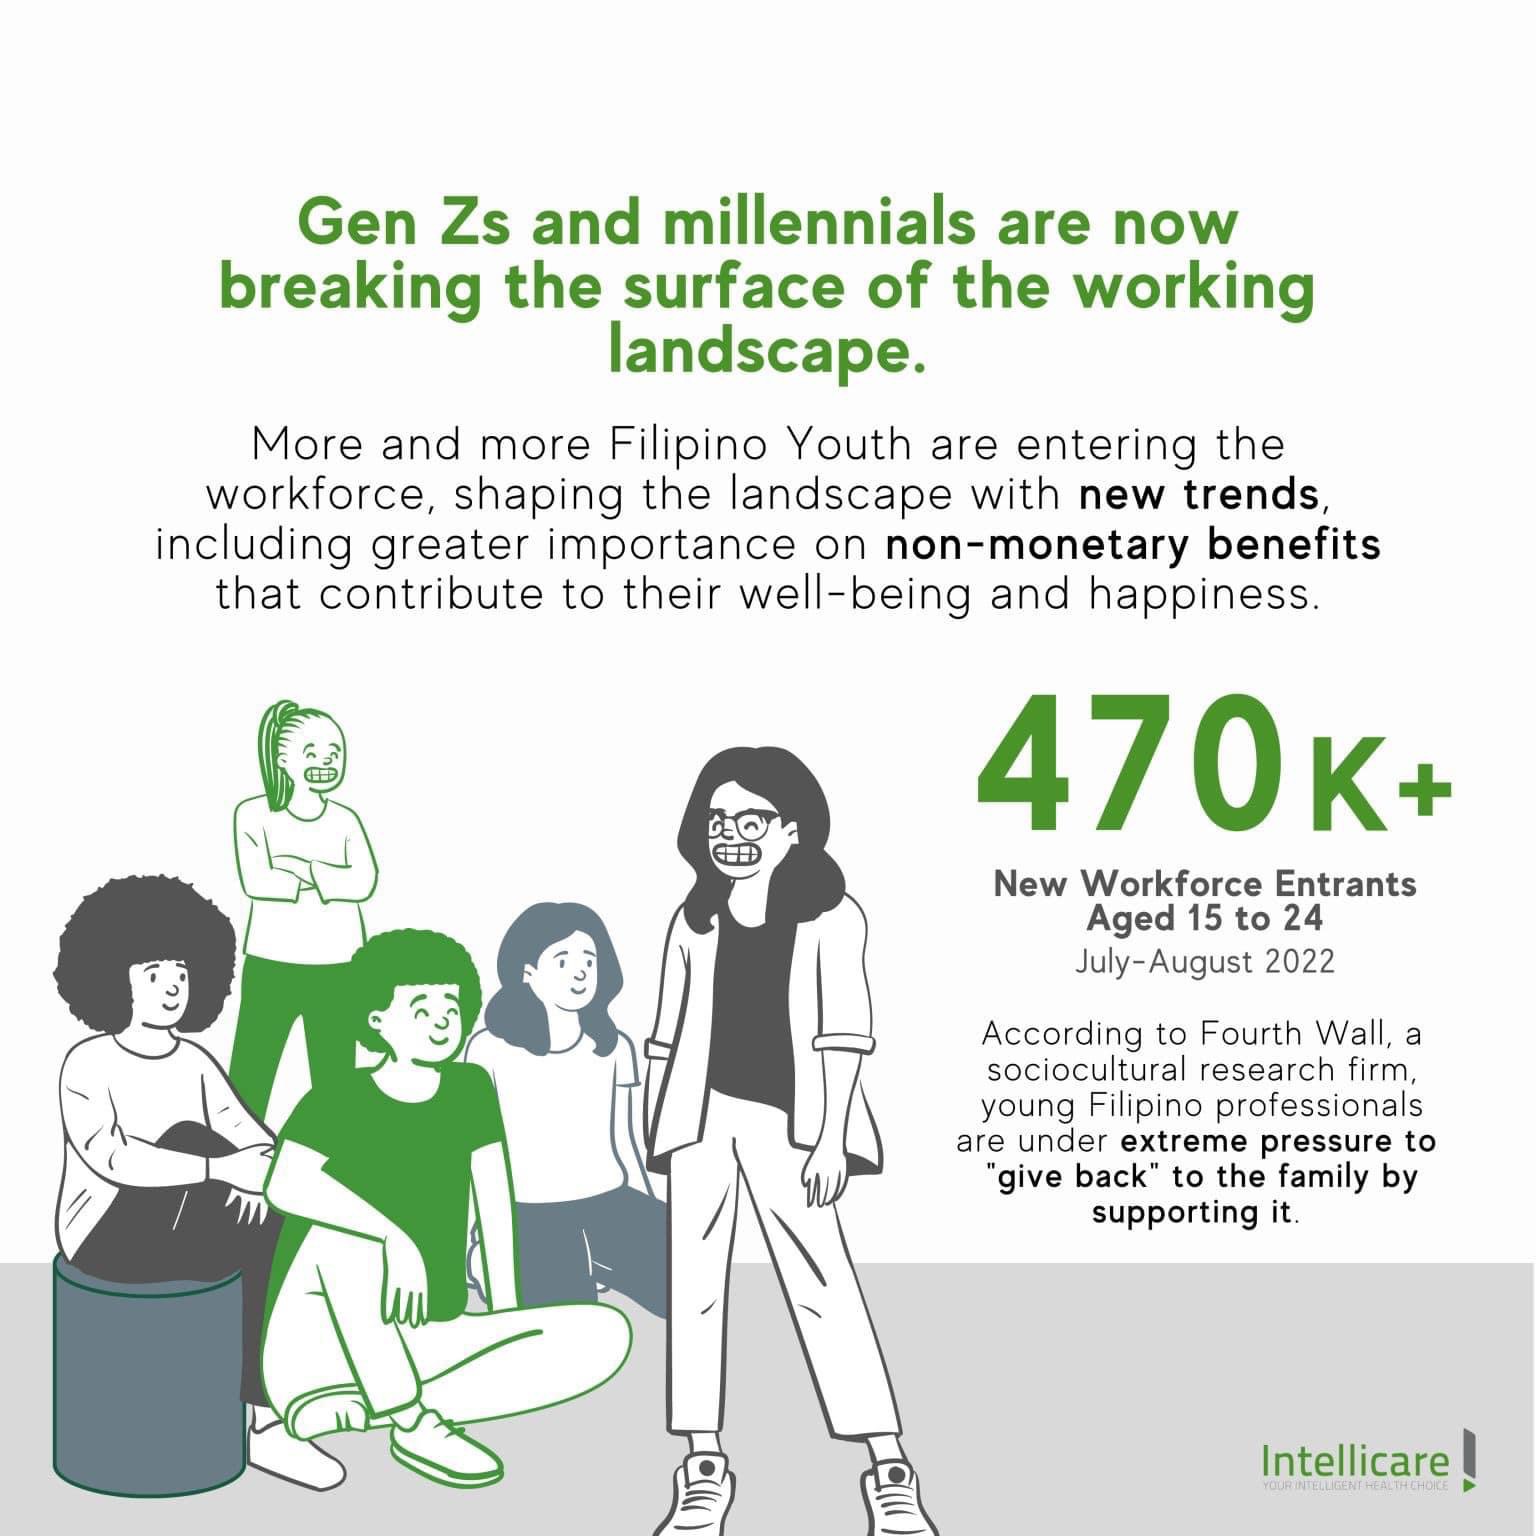 Gen Zs and millennials are now
breaking the surface of the working
landscape.
More and more Filipino Youth are entering the
workforce, shaping the landscape with new trends,
including greater importance on non-monetary benefits
that contribute to their well-being and happiness.
470K+
New Workforce Entrants
Aged 15 to 24
July-August 2022
According to Fourth Wall, a
sociocultural research firm,
young Filipino professionals
are under extreme pressure to
"give back" to the family by
supporting it.
Intellicare
YOUR INTELLIGENT HEALTH CHOICE